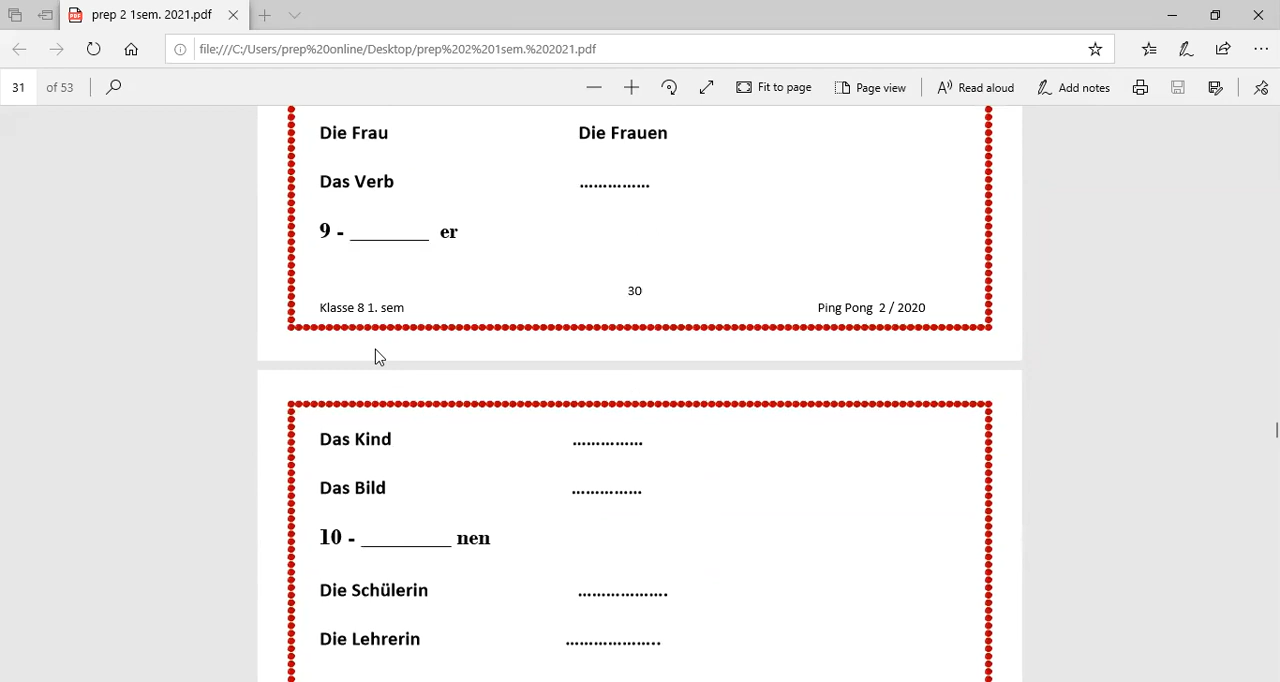 prep 2 1sem. 2021.pdf
file:///C:/Users/prep%20online/Desktop/prep%202%201sem.%202021.pdf
31 of 53 Fit to page Page view Read aloud Add notes
Die Frau Die Frauen
Das Verb ……………
9 - _______ er
30
Klasse 8 1. sem Ping Pong 2 / 2020
Das Kind ……………
Das Bild ……………
10 - ________ nen
Die Schülerin ……………….
Die Lehrerin ………………..